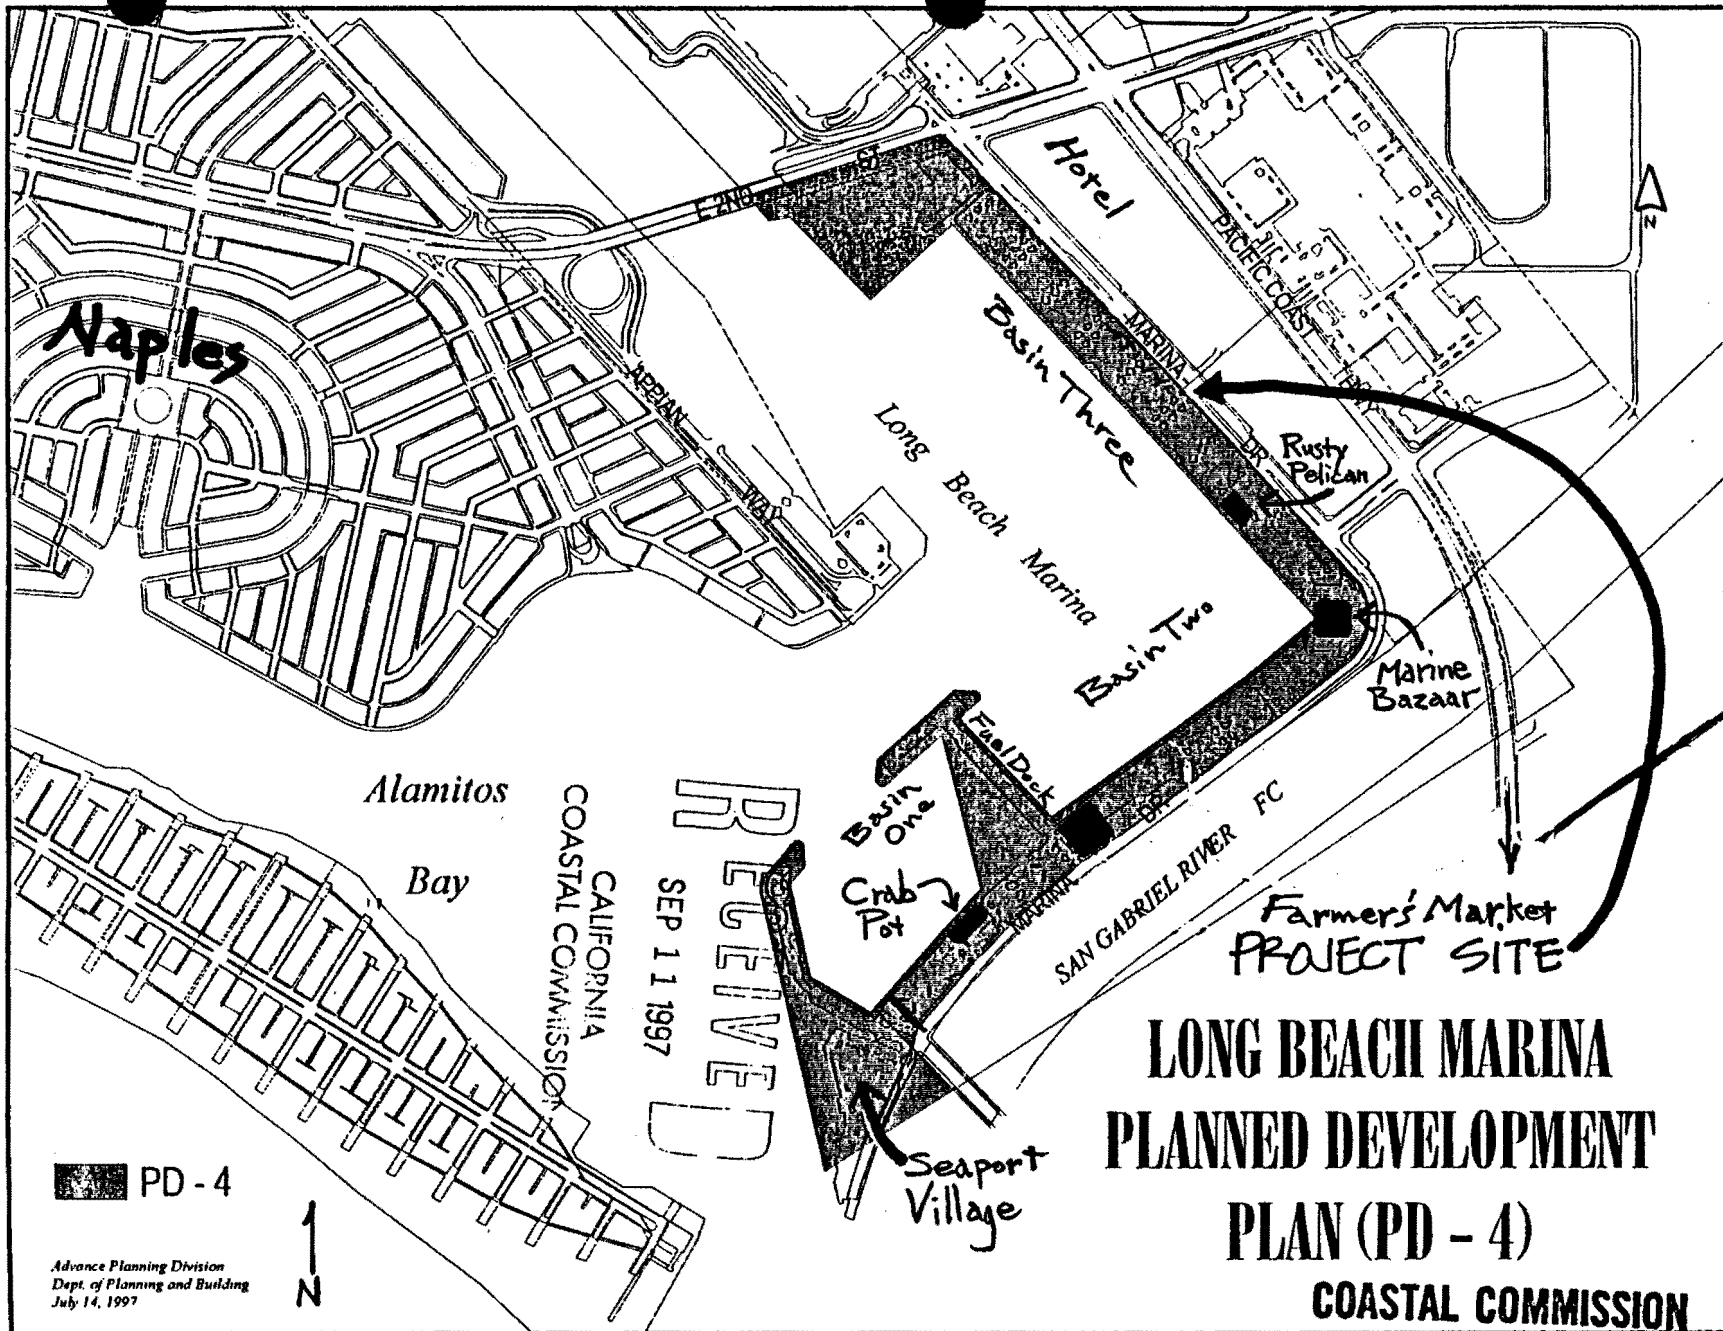 E 2ND
ST
Hotel
PACIFIC COAST
HWY
N
Naples
APPIAN
WAY
Basin Three
MARINA
DR
Rusty
Pelican
Long
Beach
Marina
Basin Two
Marine
Bazaar
Fuel Dock
Alamitos
Bay
Basin
One
Crab
Pot
MARINA
DR
SAN GABRIEL RIVER FC
RECEIVED
SEP 11 1997
CALIFORNIA
COASTAL COMMISSION
Farmer's Market
PROJECT SITE
Seaport
Village
LONG BEACH MARINA
PLANNED DEVELOPMENT
PLAN (PD - 4)
PD - 4
Advance Planning Division
Dept. of Planning and Building
July 14, 1997
N
COASTAL COMMISSION